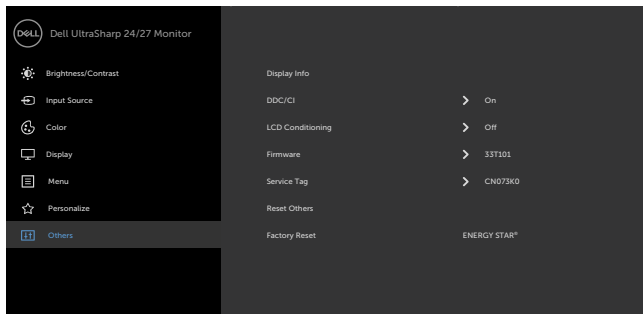 DELL Dell UltraSharp 24/27 Monitor
Brightness/Contrast Display Info
Input Source DDC/CI On
Color LCD Conditioning Off
Display Firmware 33T101
Menu Service Tag CN073K0
Personalize Reset Others
Others Factory Reset ENERGY STAR®